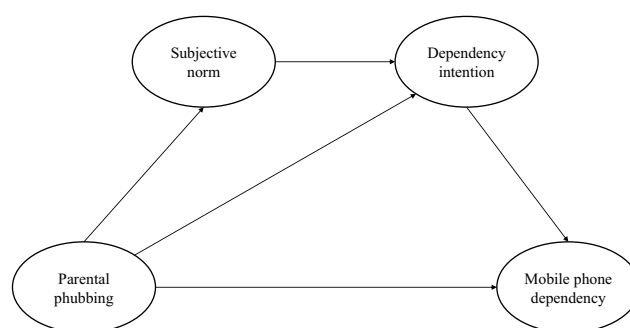 Subjective
norm
Dependency
intention
Parental
phubbing
Mobile phone
dependency